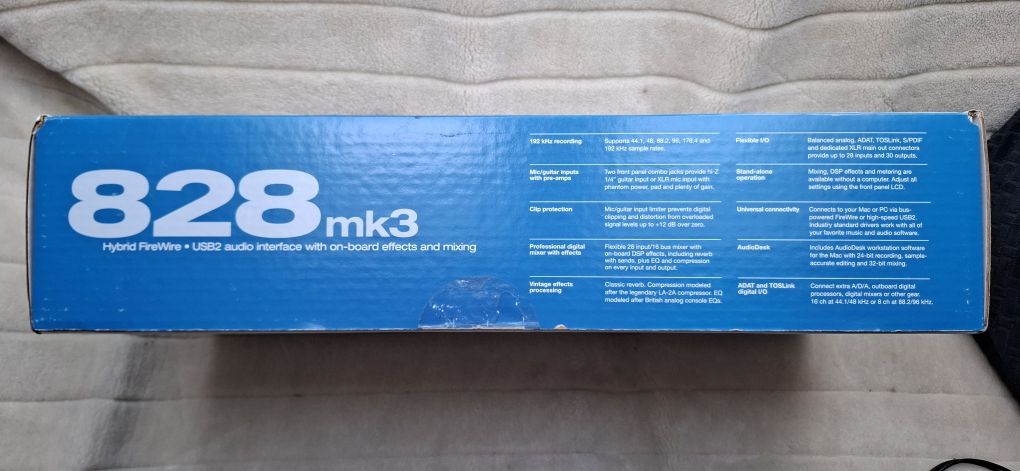 828mk3
Hybrid FireWire • USB2 audio interface with on-board effects and mixing
192 kHz recording
Supports 44.1, 48, 88.2, 96, 176.4 and
192 kHz sample rates.
Mic/guitar inputs
with pre-amps
Two front panel combo jacks provide hi-Z
1/4" guitar input or XLR mic input with
phantom power, pad and plenty of gain.
Clip protection
Mic/guitar input limiter prevents digital
clipping and distortion from overloaded
signal levels up to +12 dB over zero.
Professional digital
mixer with effects
Flexible 28 input/16 bus mixer with
on-board DSP effects, including reverb
with sends, plus EQ and compression
on every input and output.
Vintage effects
processing
Classic reverb. Compression modeled
after the legendary LA-2A compressor. EQ
modeled after British analog console EQs.
Flexible I/O
Balanced analog, ADAT, TOSLink, S/PDIF
and dedicated XLR main out connectors
provide up to 28 inputs and 30 outputs.
Stand-alone
operation
Mixing, DSP effects and metering are
available without a computer. Adjust all
settings using the front panel LCD.
Universal connectivity
Connects to your Mac or PC via bus-
powered FireWire or high-speed USB2.
Industry standard drivers work with all of
your favorite music and audio software.
AudioDesk
Includes AudioDesk workstation software
for the Mac with 24-bit recording, sample-
accurate editing and 32-bit mixing.
ADAT and TOSLink
digital I/O
Connect extra A/D/A, outboard digital
processors, digital mixers or other gear.
16 ch at 44.1/48 kHz or 8 ch at 88.2/96 kHz.